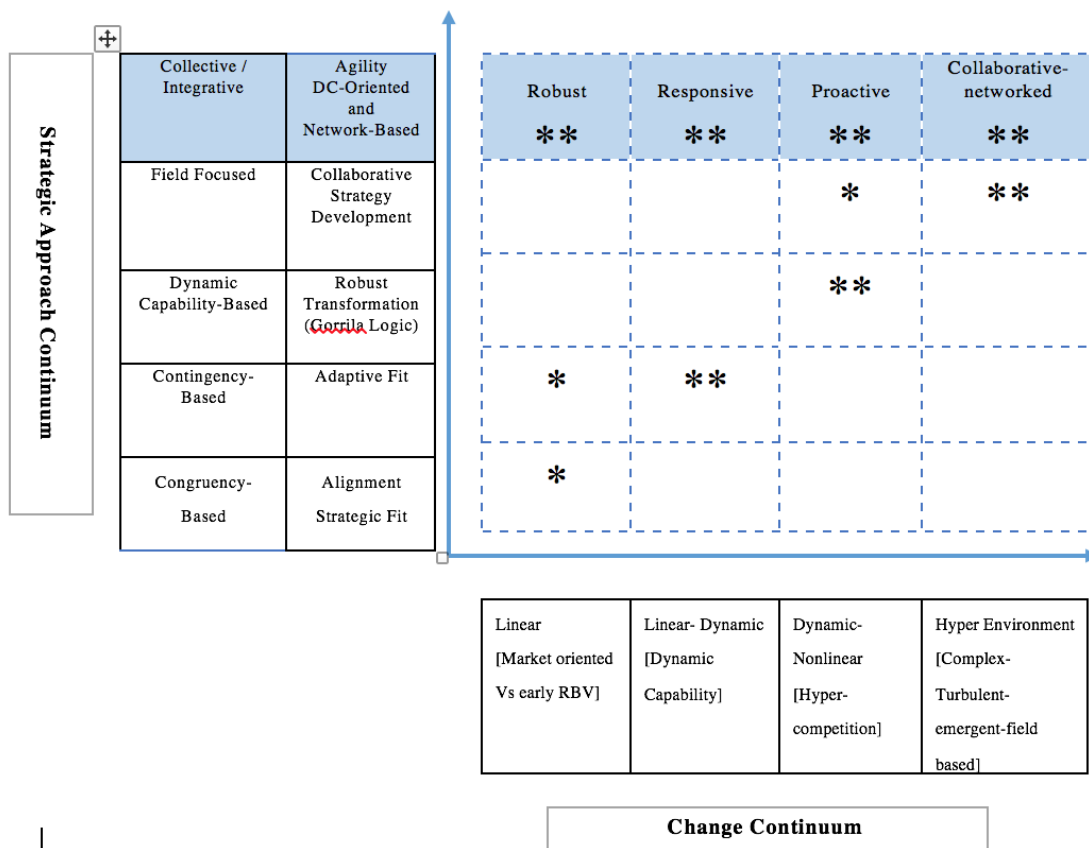 Strategic Approach Continuum
Collective /
Integrative
Agility
DC-Oriented
and
Network-Based
Robust
**
Responsive
**
Proactive
**
Collaborative-
networked
**
Field Focused
Collaborative
Strategy
Development
*
**
Dynamic
Capability-Based
Robust
Transformation
(Gorrila Logic)
**
Contingency-
Based
Adaptive Fit
*
**
Congruency-
Based
Alignment
Strategic Fit
*
Linear
[Market oriented
Vs early RBV]
Linear- Dynamic
[Dynamic
Capability]
Dynamic-
Nonlinear
[Hyper-
competition]
Hyper Environment
[Complex-
Turbulent-
emergent-field
based]
Change Continuum